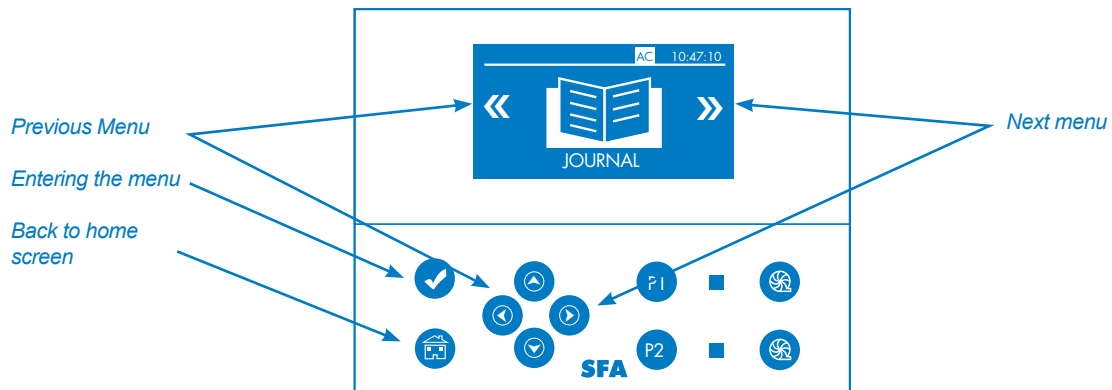 AC 10:47:10
Previous Menu
Next menu
JOURNAL
Entering the menu
Back to home
screen
P1
P2
SFA